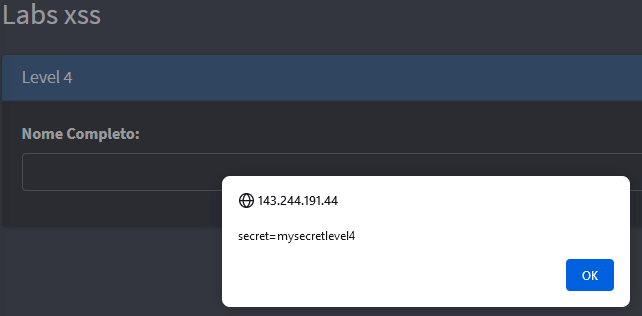 Labs xss
Level 4
Nome Completo:
143.244.191.44
secret=mysecretlevel4
OK